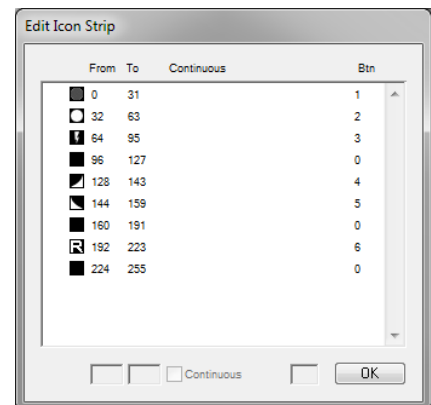 Edit Icon Strip
From To Continuous Btn
0 31 1
32 63 2
64 95 3
96 127 0
128 143 4
144 159 5
160 191 0
R 192 223 6
224 255 0
Continuous OK